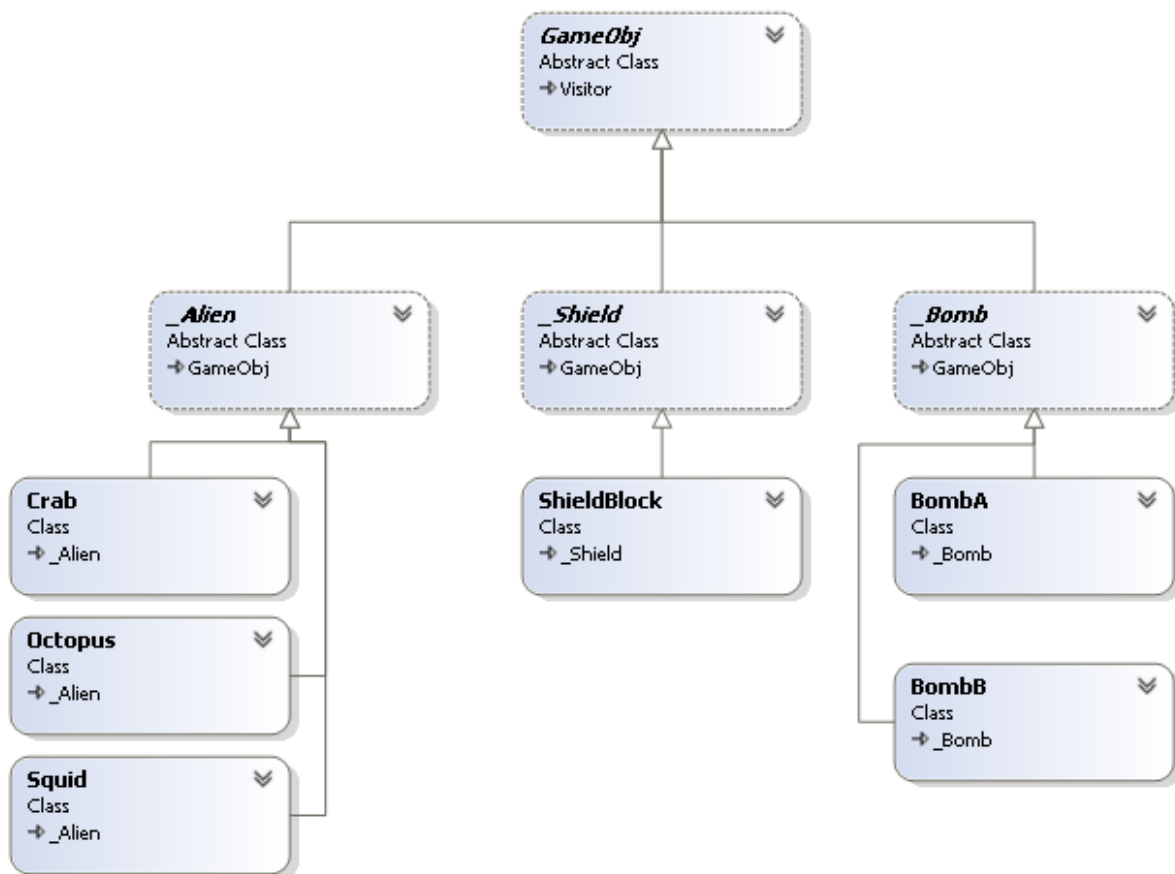 GameObj
Abstract Class
Visitor
_Alien
Abstract Class
GameObj
_Shield
Abstract Class
GameObj
_Bomb
Abstract Class
GameObj
Crab
Class
_Alien
ShieldBlock
Class
_Shield
BombA
Class
_Bomb
Octopus
Class
_Alien
BombB
Class
_Bomb
Squid
Class
_Alien